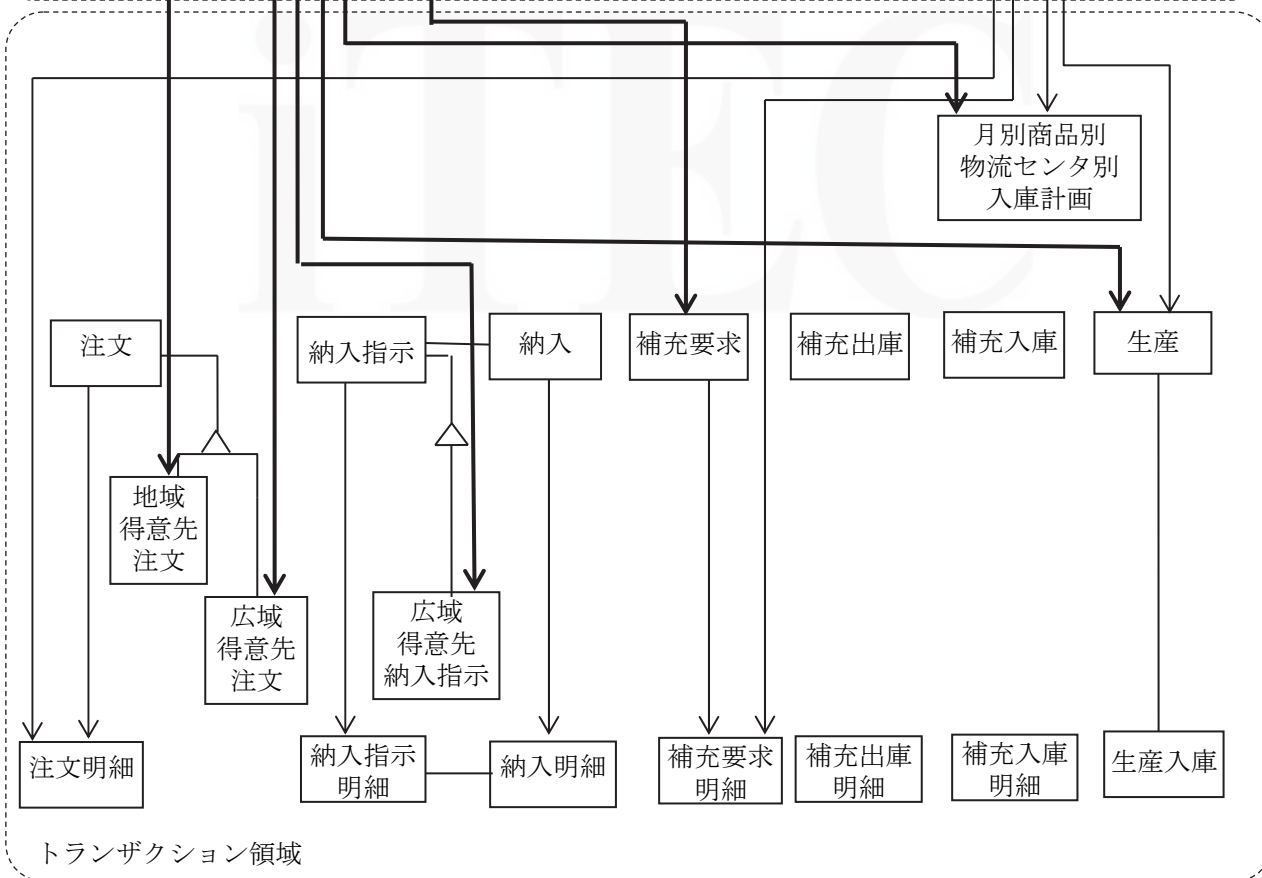 iTEC
月別商品別
物流センタ別
入庫計画
注文
納入指示
納入
補充要求
補充出庫
補充入庫
生産
地域
得意先
注文
広域
得意先
注文
広域
得意先
納入指示
注文明細
納入指示
明細
納入明細
補充要求
明細
補充出庫
明細
補充入庫
明細
生産入庫
トランザクション領域